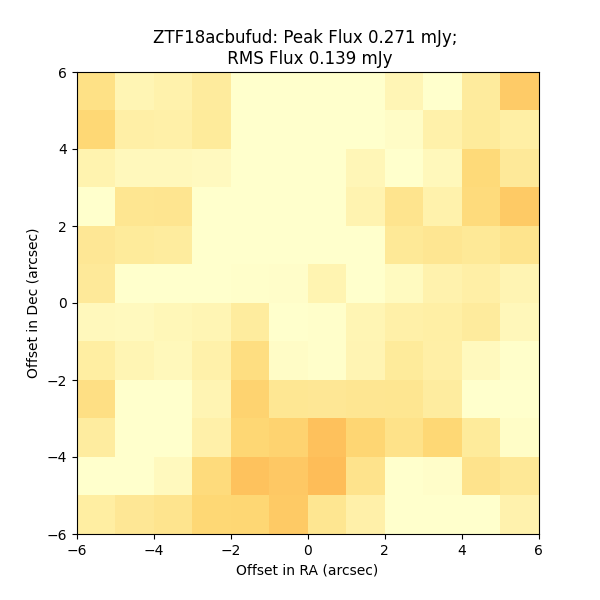 ZTF18acbufud: Peak Flux 0.271 mJy;
RMS Flux 0.139 mJy
6
4
2
0
−2
−4
−6
Offset in Dec (arcsec)
−6 −4 −2 0 2 4 6
Offset in RA (arcsec)